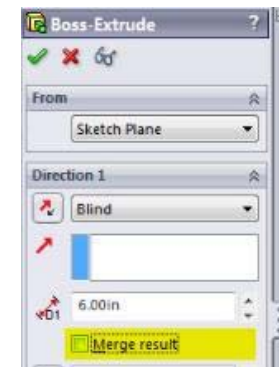 Boss-Extrude ?
From
Sketch Plane
Direction 1
Blind
D1 6.00in
Merge result